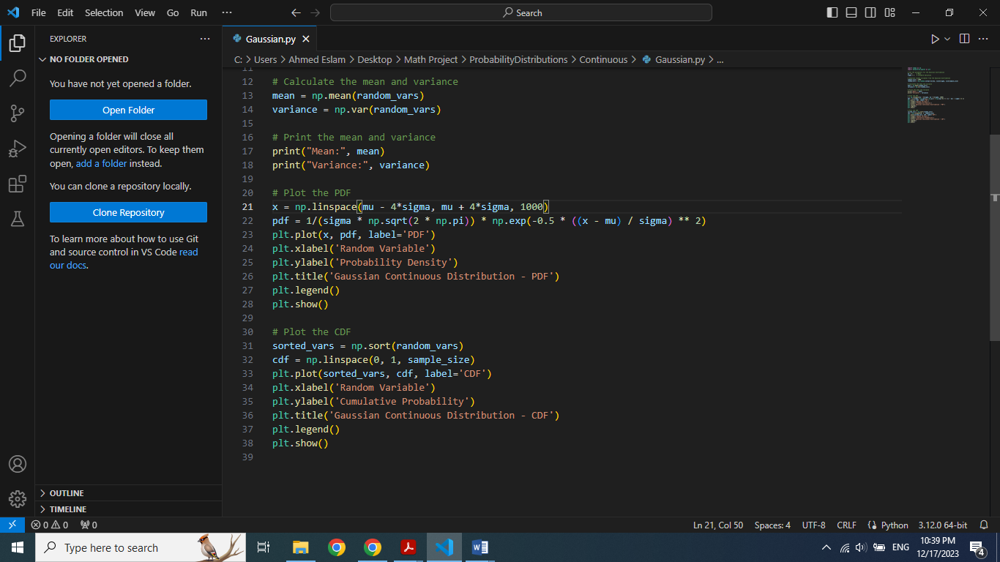 File Edit Selection View Go Run ···
Search
EXPLORER ···
NO FOLDER OPENED
You have not yet opened a folder.
Open Folder
Opening a folder will close all
currently open editors. To keep them
open, add a folder instead.
You can clone a repository locally.
Clone Repository
To learn more about how to use Git
and source control in VS Code read
our docs.
OUTLINE
TIMELINE
Gaussian.py
C: > Users > Ahmed Eslam > Desktop > Math Project > ProbabilityDistributions > Continuous > Gaussian.py > ...
11
12 # Calculate the mean and variance
13 mean = np.mean(random_vars)
14 variance = np.var(random_vars)
15
16 # Print the mean and variance
17 print("Mean:", mean)
18 print("Variance:", variance)
19
20 # Plot the PDF
21 x = np.linspace(mu - 4*sigma, mu + 4*sigma, 1000)
22 pdf = 1/(sigma * np.sqrt(2 * np.pi)) * np.exp(-0.5 * ((x - mu) / sigma) ** 2)
23 plt.plot(x, pdf, label='PDF')
24 plt.xlabel('Random Variable')
25 plt.ylabel('Probability Density')
26 plt.title('Gaussian Continuous Distribution - PDF')
27 plt.legend()
28 plt.show()
29
30 # Plot the CDF
31 sorted_vars = np.sort(random_vars)
32 cdf = np.linspace(0, 1, sample_size)
33 plt.plot(sorted_vars, cdf, label='CDF')
34 plt.xlabel('Random Variable')
35 plt.ylabel('Cumulative Probability')
36 plt.title('Gaussian Continuous Distribution - CDF')
37 plt.legend()
38 plt.show()
39
0 0 0 Ln 21, Col 50 Spaces: 4 UTF-8 CRLF Python 3.12.0 64-bit
Type here to search
ENG
10:39 PM
12/17/2023
4